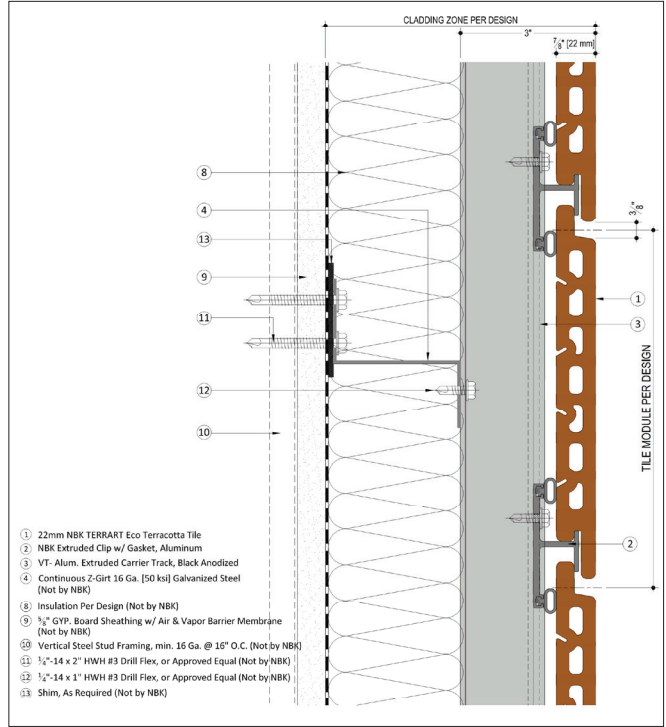 CLADDING ZONE PER DESIGN
3"
7/8" [22 mm]
8
4
3/8"
13
9
1
11
3
12
TILE MODULE PER DESIGN
10
2
1 22mm NBK TERRART Eco Terracotta Tile
2 NBK Extruded Clip w/ Gasket, Aluminum
3 VT- Alum. Extruded Carrier Track, Black Anodized
4 Continuous Z-Girt 16 Ga. [50 ksi] Galvanized Steel
(Not by NBK)
8 Insulation Per Design (Not by NBK)
9 5/8" GYP. Board Sheathing w/ Air & Vapor Barrier Membrane
(Not by NBK)
10 Vertical Steel Stud Framing, min. 16 Ga. @ 16" O.C. (Not by NBK)
11 1/4"-14 x 2" HWH #3 Drill Flex, or Approved Equal (Not by NBK)
12 1/4"-14 x 1" HWH #3 Drill Flex, or Approved Equal (Not by NBK)
13 Shim, As Required (Not by NBK)